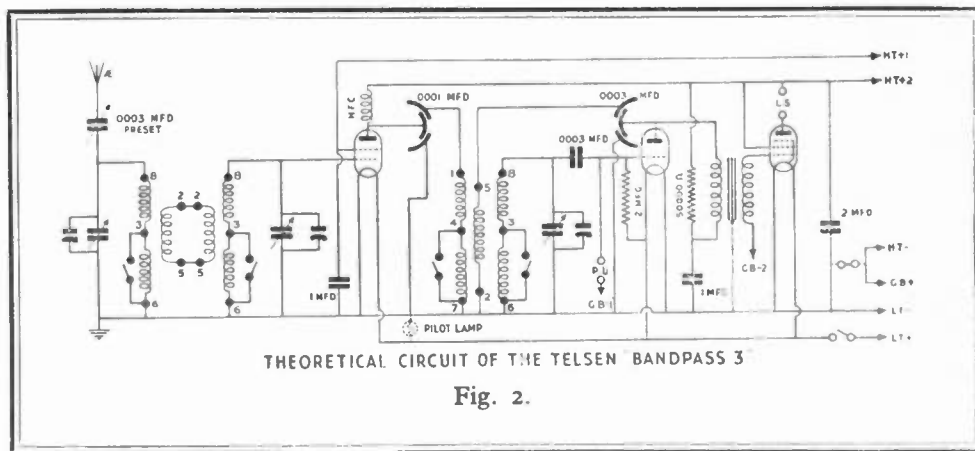 Æ
HT+1
HT+2
0003 MFD
PRESET
HFC
0001 MFD
0003 MFD
0003 MFD
L.S
8
8
1
5
8
2 2
3
3
4
3
5 5
6
6
7
2
6
1 MFD
2 MEG
50000 Ω
2 MFD
P.U
GB-1
1 MFD
GB-2
HT-
GB+
LT-
LT+
PILOT LAMP
THEORETICAL CIRCUIT OF THE TELSEN BANDPASS 3
Fig. 2.